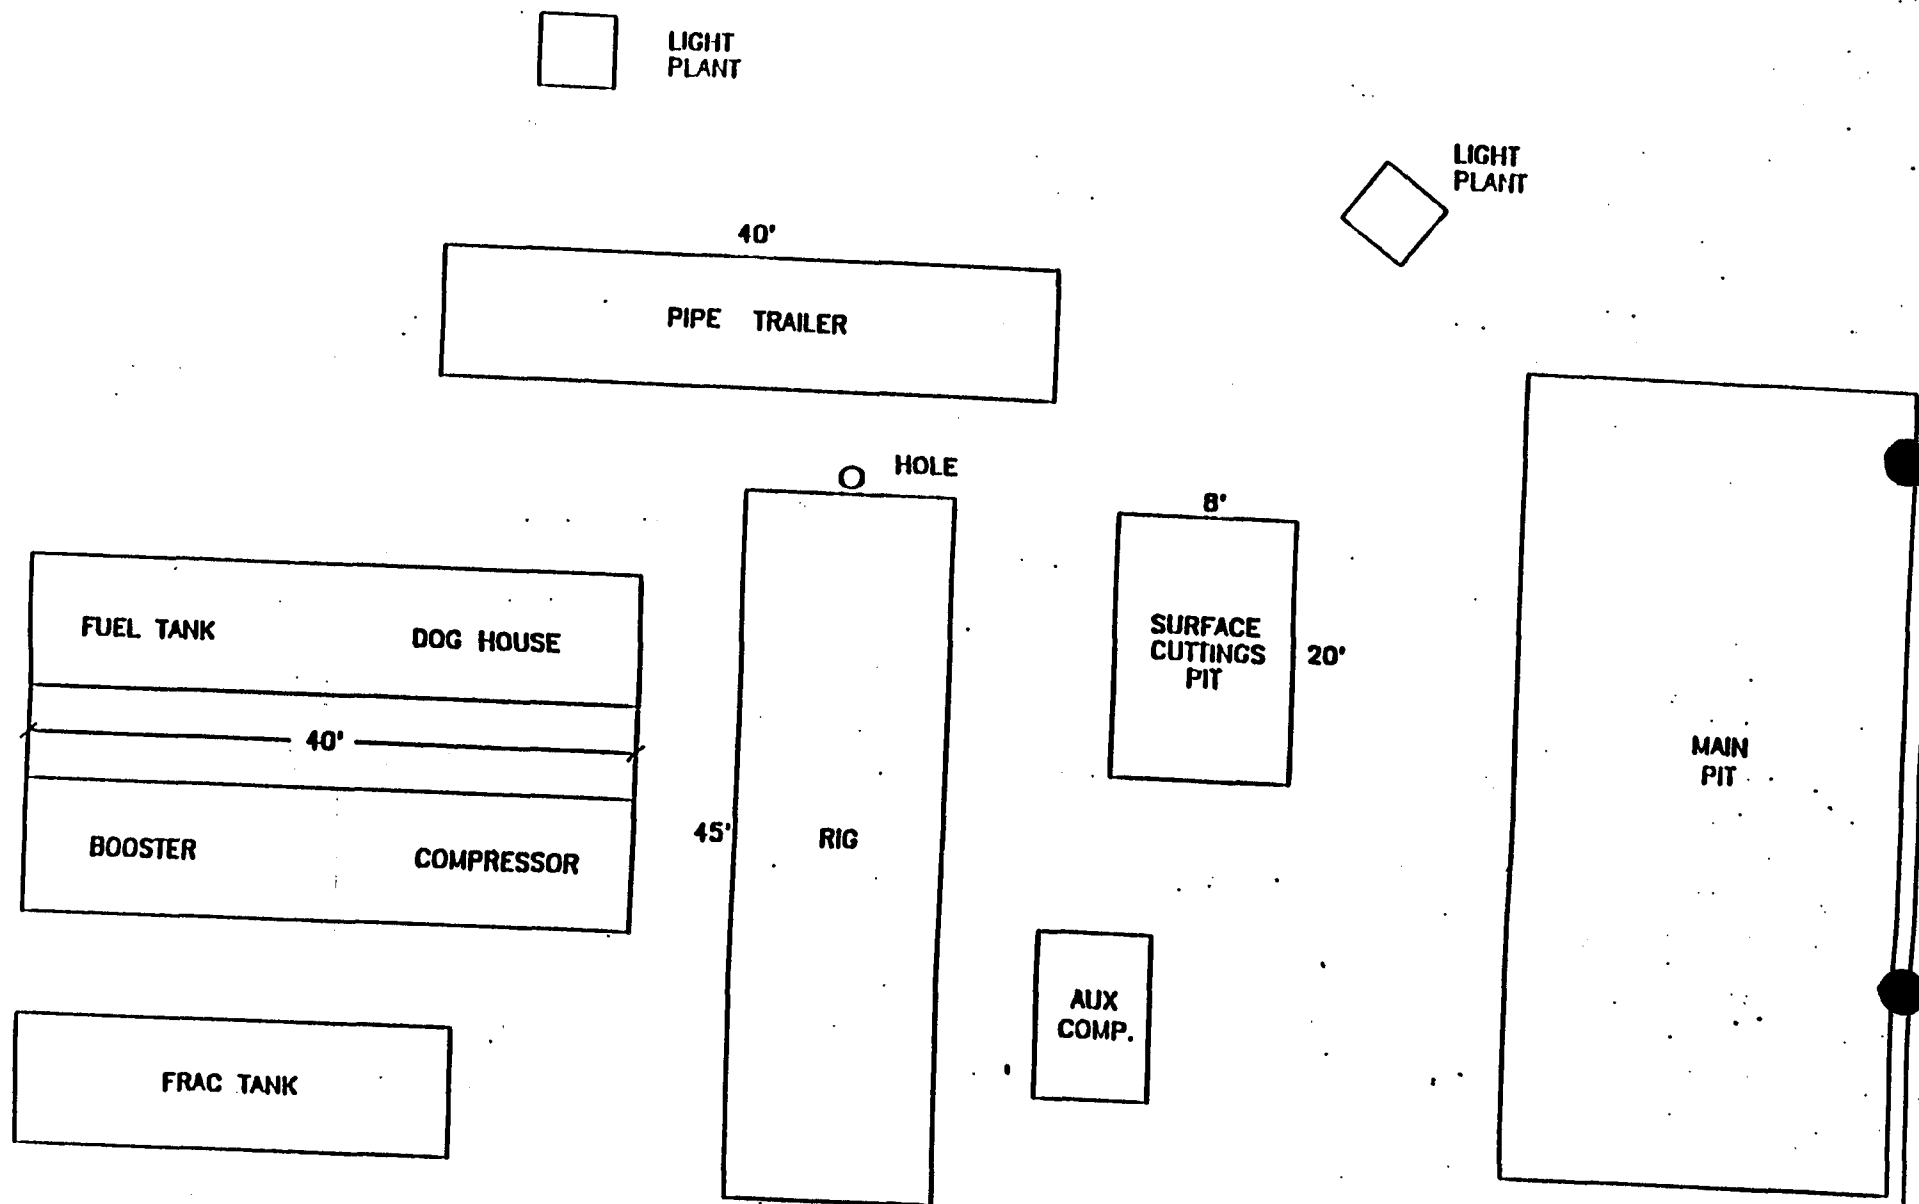 LIGHT
PLANT
LIGHT
PLANT
40'
PIPE TRAILER
HOLE
8'
SURFACE
CUTTINGS
PIT
20'
FUEL TANK DOG HOUSE
40'
BOOSTER COMPRESSOR
45'
RIG
MAIN
PIT
AUX
COMP.
FRAC TANK